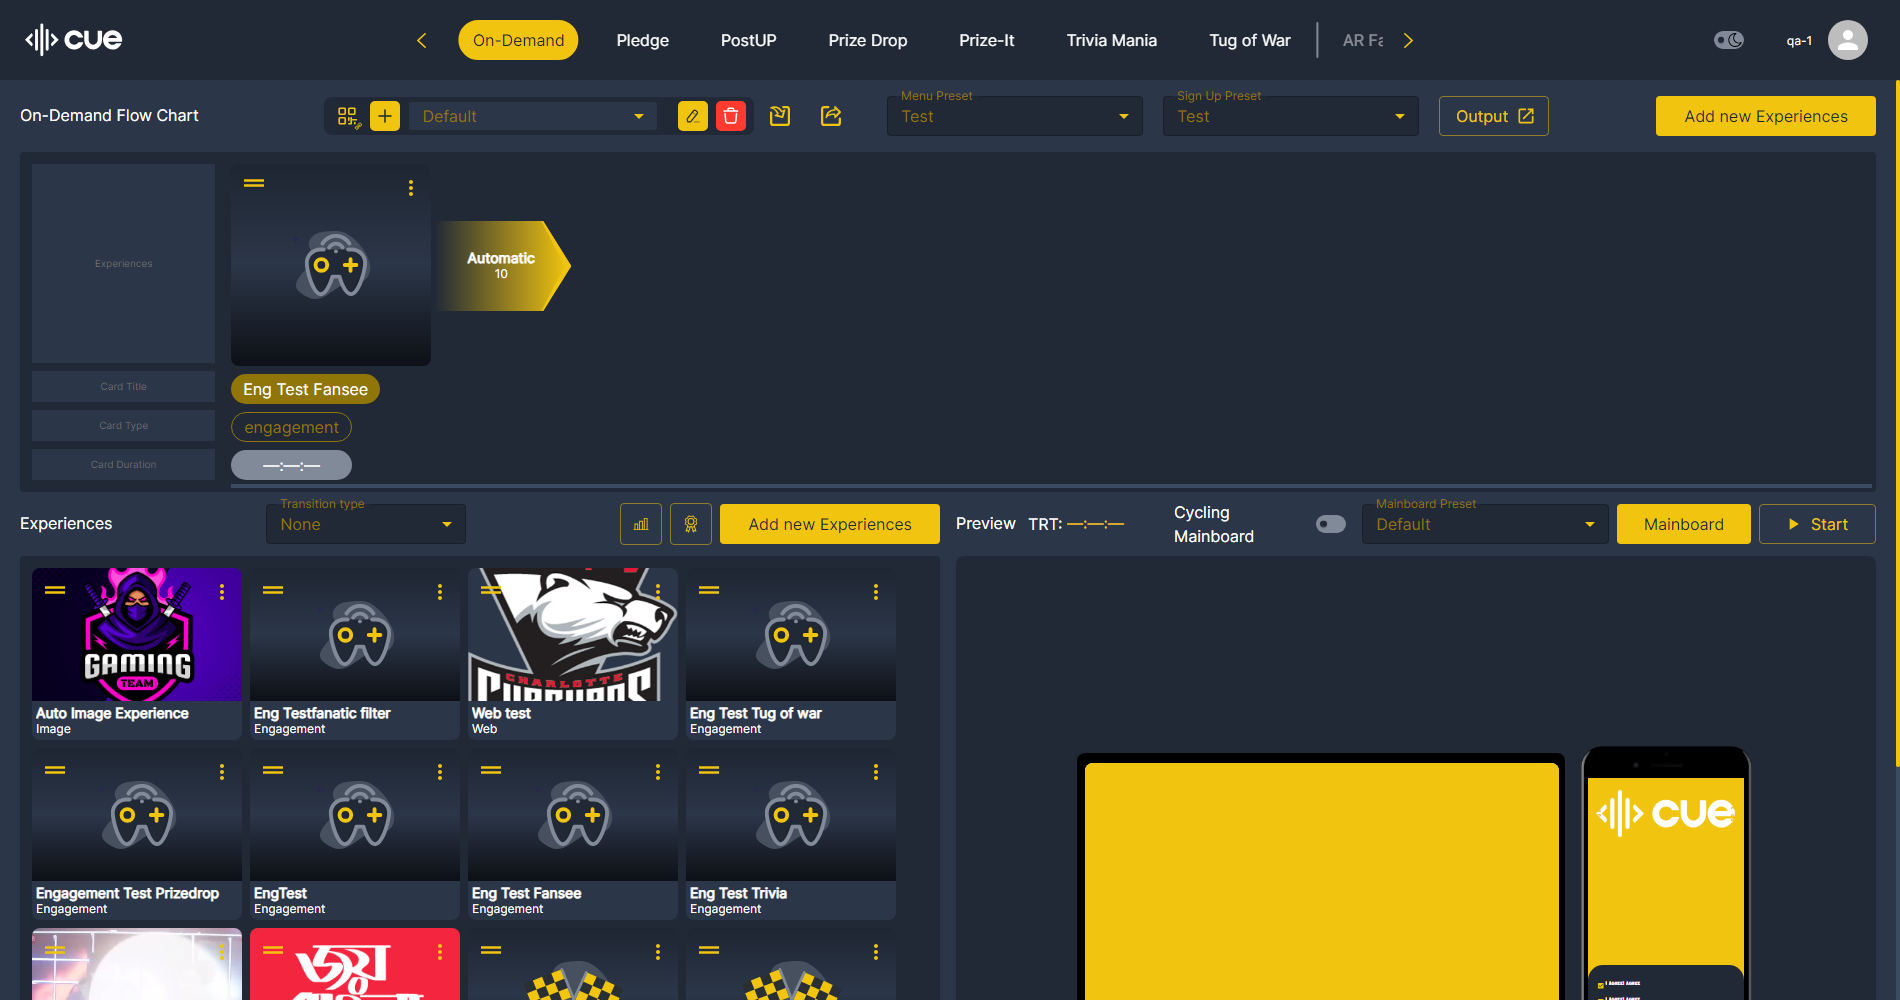 cue
On-Demand
Pledge
PostUP
Prize Drop
Prize-It
Trivia Mania
Tug of War
AR Fa
qa-1
On-Demand Flow Chart
Default
Menu Preset
Test
Sign Up Preset
Test
Output
Add new Experiences
Experiences
Automatic
10
Card Title
Eng Test Fansee
Card Type
engagement
Card Duration
—:—:—
Experiences
Transition type
None
Add new Experiences
Preview
TRT: —:—:—
Cycling
Mainboard
Mainboard Preset
Default
Mainboard
Start
GAMING
TEAM
Auto Image Experience
Image
Eng Testfanatic filter
Engagement
CHARLOTTE
Web test
Web
Eng Test Tug of war
Engagement
Engagement Test Prizedrop
Engagement
EngTest
Engagement
Eng Test Fansee
Engagement
Eng Test Trivia
Engagement
জয়
cue